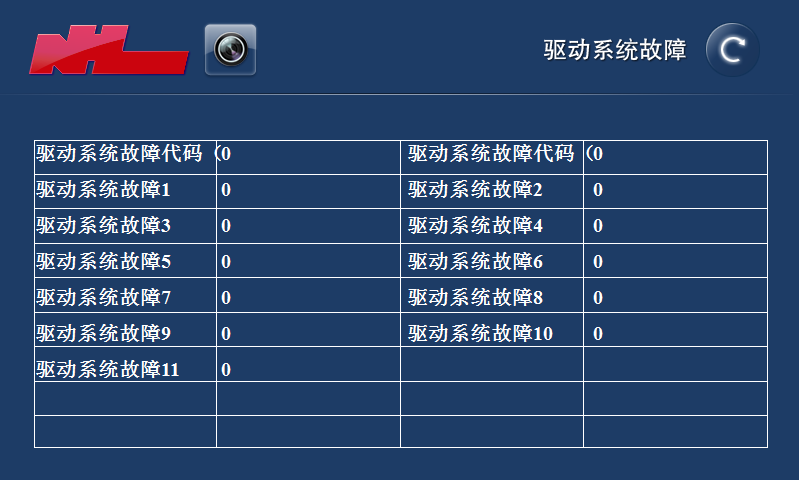 NHL
驱动系统故障
驱动系统故障代码（ 0 驱动系统故障代码（ 0
驱动系统故障1 0 驱动系统故障2 0
驱动系统故障3 0 驱动系统故障4 0
驱动系统故障5 0 驱动系统故障6 0
驱动系统故障7 0 驱动系统故障8 0
驱动系统故障9 0 驱动系统故障10 0
驱动系统故障11 0